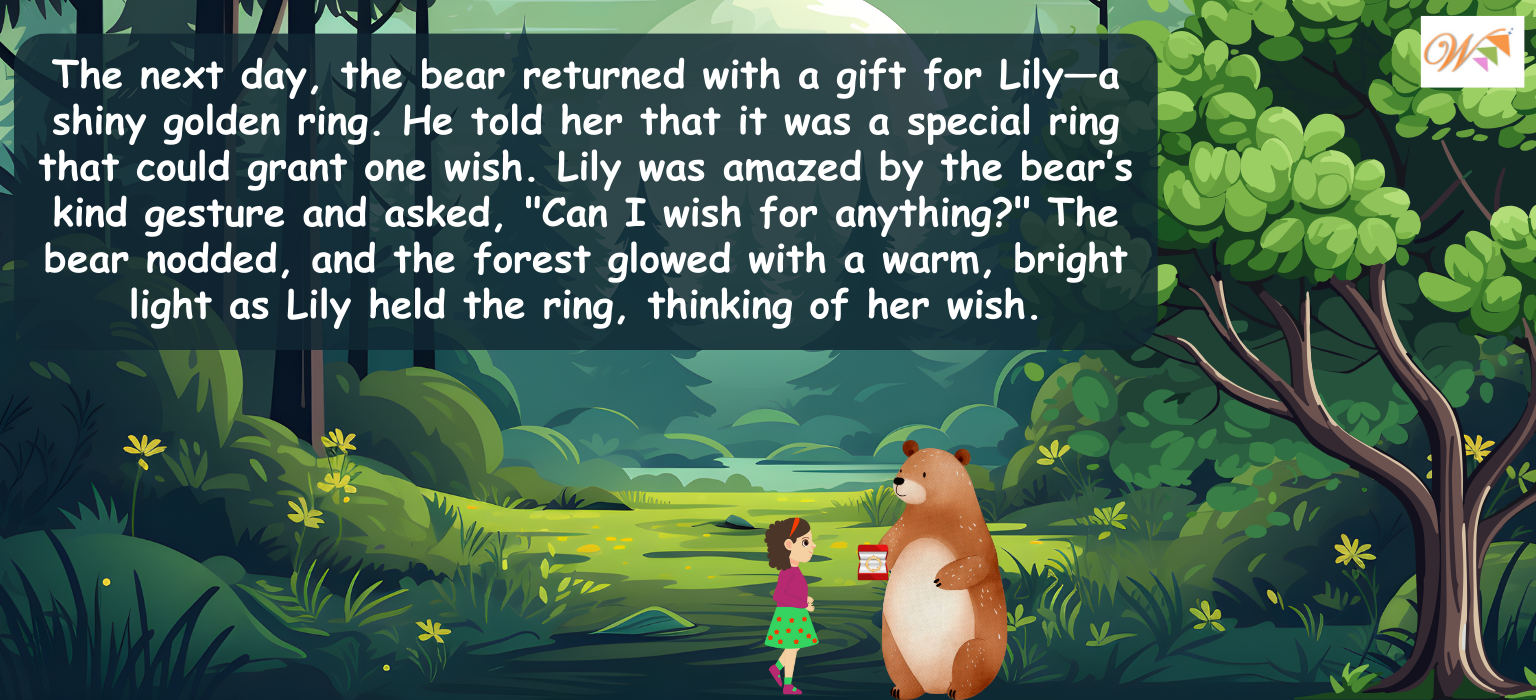 The next day, the bear returned with a gift for Lily—a
shiny golden ring. He told her that it was a special ring
that could grant one wish. Lily was amazed by the bear's
kind gesture and asked, "Can I wish for anything?" The
bear nodded, and the forest glowed with a warm, bright
light as Lily held the ring, thinking of her wish.
W